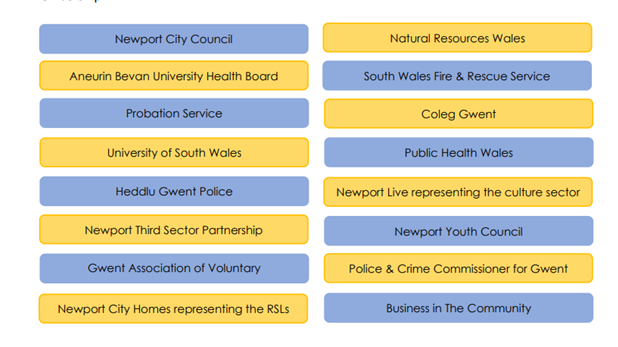 Newport City Council
Natural Resources Wales
Aneurin Bevan University Health Board
South Wales Fire & Rescue Service
Probation Service
Coleg Gwent
University of South Wales
Public Health Wales
Heddlu Gwent Police
Newport Live representing the culture sector
Newport Third Sector Partnership
Newport Youth Council
Gwent Association of Voluntary
Police & Crime Commissioner for Gwent
Newport City Homes representing the RSLs
Business in The Community